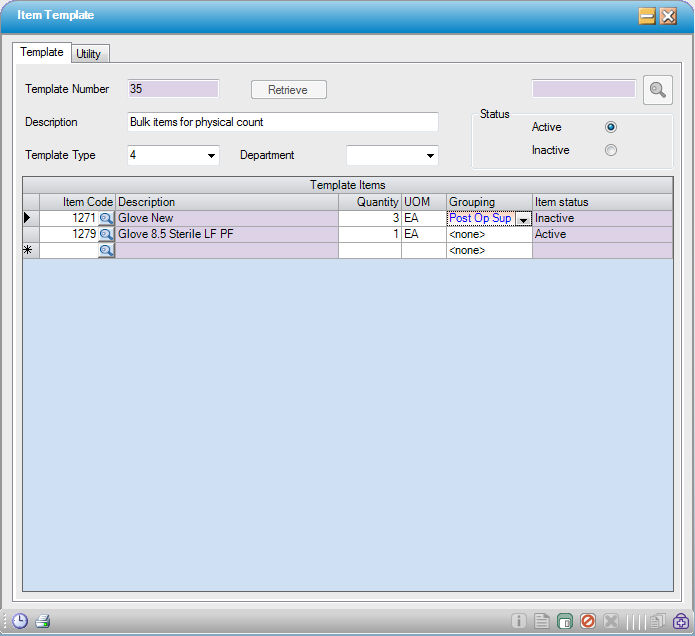 Item Template
Template Utility
Template Number 35 Retrieve
Status
Description Bulk items for physical count Active
Inactive
Template Type 4 Department
Template Items
Item Code Description Quantity UOM Grouping Item status
1271 Glove New 3 EA Post Op Sup Inactive
1279 Glove 8.5 Sterile LF PF 1 EA <none> Active
<none>